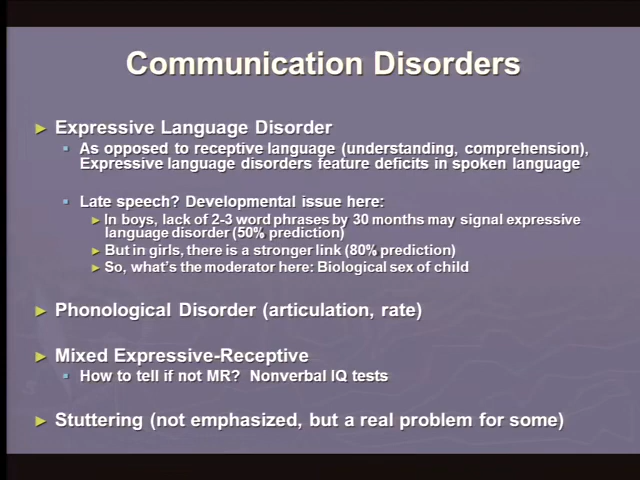 Communication Disorders
► Expressive Language Disorder
▪ As opposed to receptive language (understanding, comprehension),
Expressive language disorders feature deficits in spoken language
▪ Late speech? Developmental issue here:
► In boys, lack of 2-3 word phrases by 30 months may signal expressive
language disorder (50% prediction)
► But in girls, there is a stronger link (80% prediction)
► So, what's the moderator here: Biological sex of child
► Phonological Disorder (articulation, rate)
► Mixed Expressive-Receptive
▪ How to tell if not MR? Nonverbal IQ tests
► Stuttering (not emphasized, but a real problem for some)